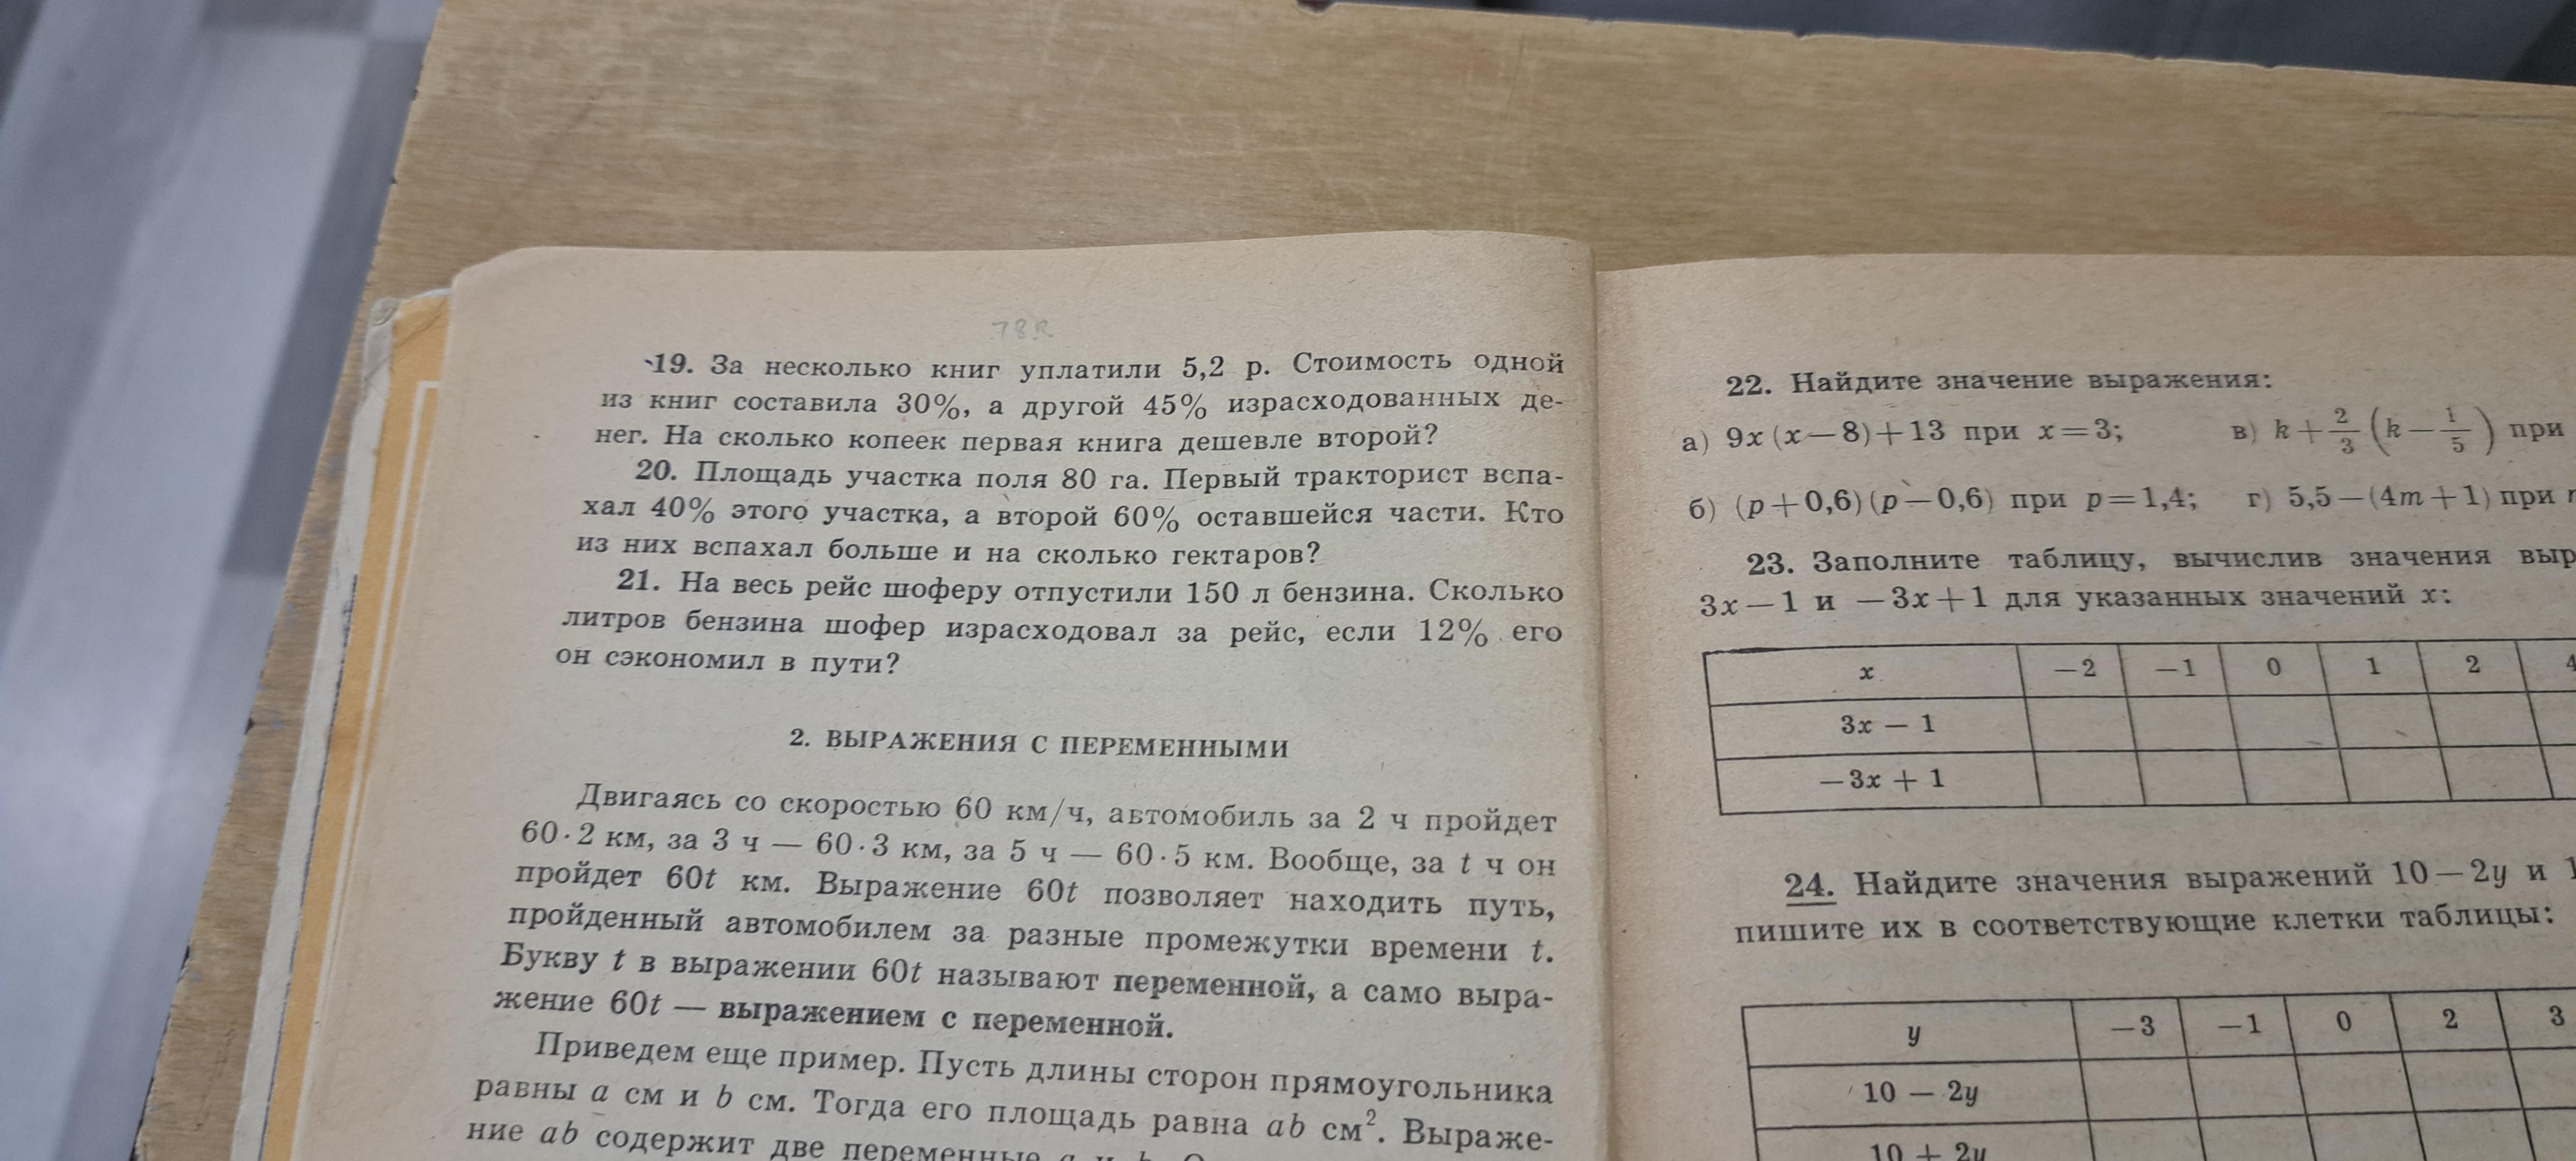 78R
19. За несколько книг уплатили 5,2 р. Стоимость одной
из книг составила 30%, а другой 45% израсходованных де-
нег. На сколько копеек первая книга дешевле второй?
20. Площадь участка поля 80 га. Первый тракторист вспа-
хал 40% этого участка, а второй 60% оставшейся части. Кто
из них вспахал больше и на сколько гектаров?
21. На весь рейс шоферу отпустили 150 л бензина. Сколько
литров бензина шофер израсходовал за рейс, если 12% его
он сэкономил в пути?
2. ВЫРАЖЕНИЯ С ПЕРЕМЕННЫМИ
Двигаясь со скоростью 60 км/ч, автомобиль за 2 ч пройдет
60·2 км, за 3 ч — 60·3 км, за 5 ч — 60·5 км. Вообще, за t ч он
пройдет 60t км. Выражение 60t позволяет находить путь,
пройденный автомобилем за разные промежутки времени t.
Букву t в выражении 60t называют переменной, а само выра-
жение 60t — выражением с переменной.
Приведем еще пример. Пусть длины сторон прямоугольника
равны a см и b см. Тогда его площадь равна ab см². Выраже-
ние ab содержит две переменные
22. Найдите значение выражения:
а) 9x(x−8)+13 при x=3; в) k+2/3(k−1/5) при
б) (p+0,6)(p−0,6) при p=1,4; г) 5,5−(4m+1) при
23. Заполните таблицу, вычислив значения выр
3x−1 и −3x+1 для указанных значений x:
x −2 −1 0 1 2 4
3x − 1
−3x + 1
24. Найдите значения выражений 10−2y и 1
пишите их в соответствующие клетки таблицы:
y −3 −1 0 2 3
10 − 2y
10 + 2y